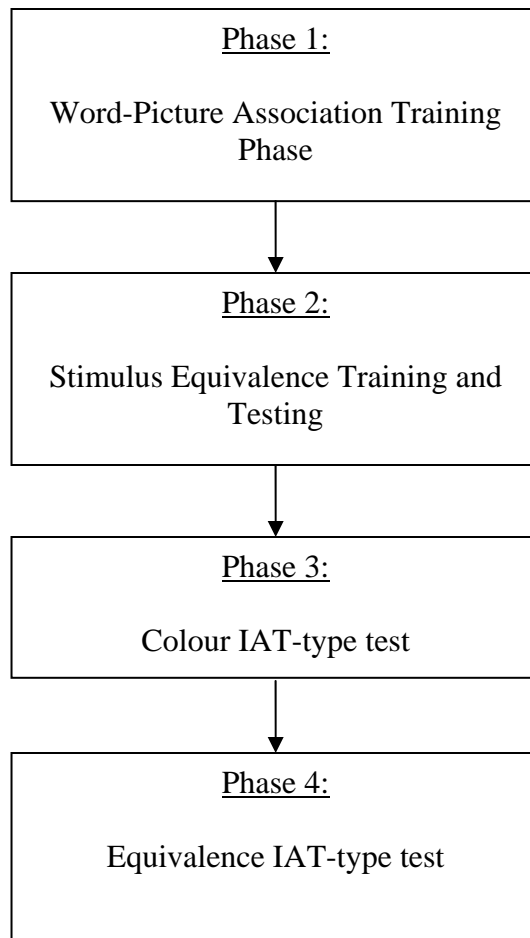 Phase 1:
Word-Picture Association Training
Phase
Phase 2:
Stimulus Equivalence Training and
Testing
Phase 3:
Colour IAT-type test
Phase 4:
Equivalence IAT-type test